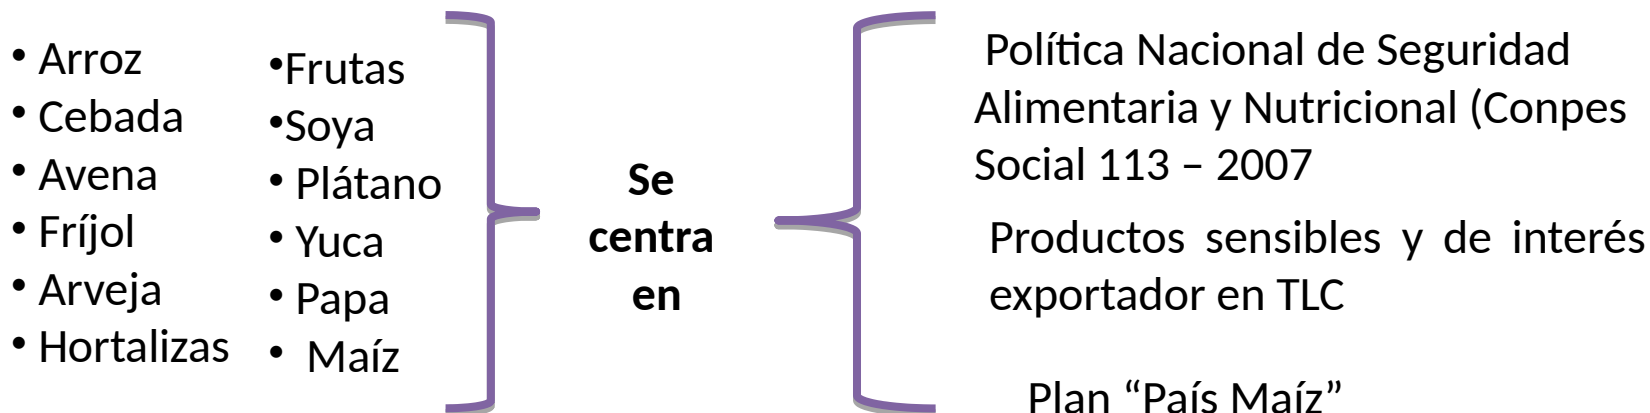 • Arroz
• Cebada
• Avena
• Fríjol
• Arveja
• Hortalizas
•Frutas
•Soya
• Plátano
• Yuca
• Papa
• Maíz
Se
centra
en
Política Nacional de Seguridad
Alimentaria y Nutricional (Conpes
Social 113 – 2007
Productos sensibles y de interés
exportador en TLC
Plan “País Maíz”